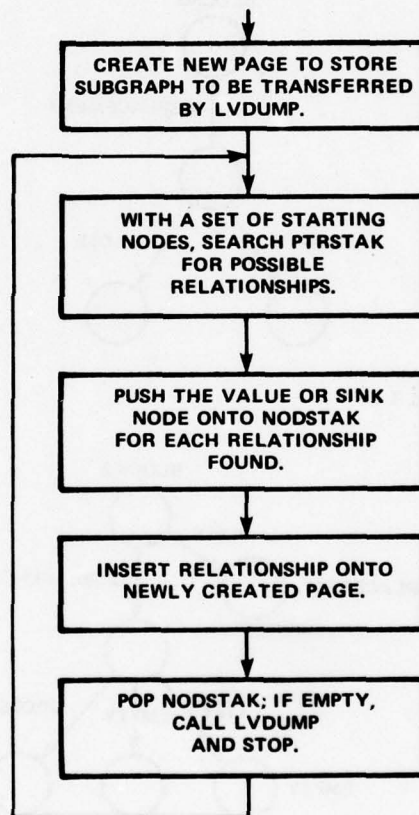 CREATE NEW PAGE TO STORE
SUBGRAPH TO BE TRANSFERRED
BY LVDUMP.
WITH A SET OF STARTING
NODES, SEARCH PTRSTAK
FOR POSSIBLE
RELATIONSHIPS.
PUSH THE VALUE OR SINK
NODE ONTO NODSTAK
FOR EACH RELATIONSHIP
FOUND.
INSERT RELATIONSHIP ONTO
NEWLY CREATED PAGE.
POP NODSTAK; IF EMPTY,
CALL LVDUMP
AND STOP.